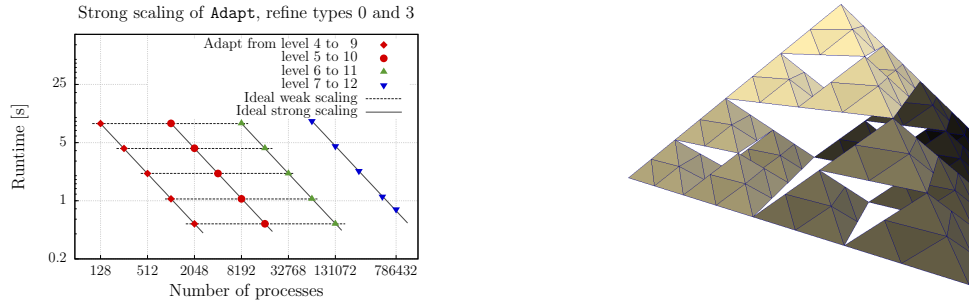 Strong scaling of Adapt, refine types 0 and 3
Adapt from level 4 to 9
level 5 to 10
level 6 to 11
level 7 to 12
Ideal weak scaling
Ideal strong scaling
Runtime [s]
25
5
1
0.2
128 512 2048 8192 32768 131072 786432
Number of processes